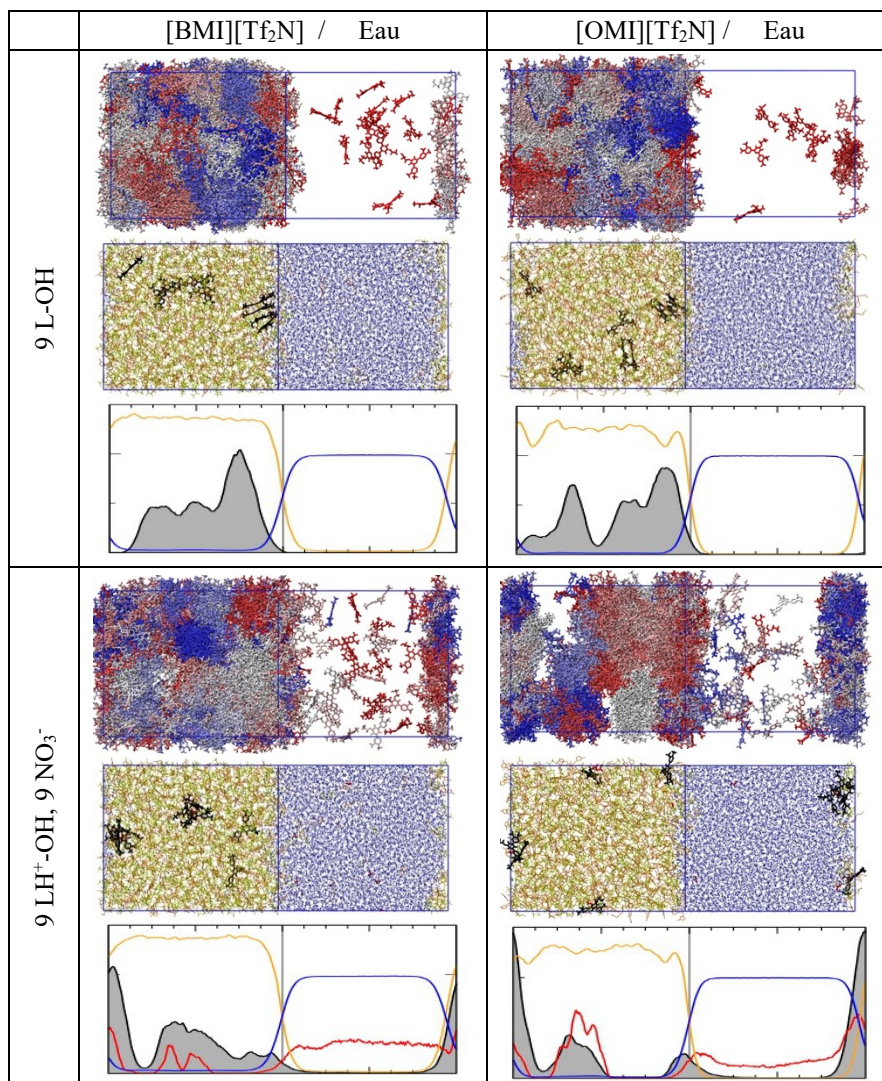 [BMI][Tf₂N] / Eau
[OMI][Tf₂N] / Eau
9 L-OH
9 LH⁺-OH, 9 NO₃⁻